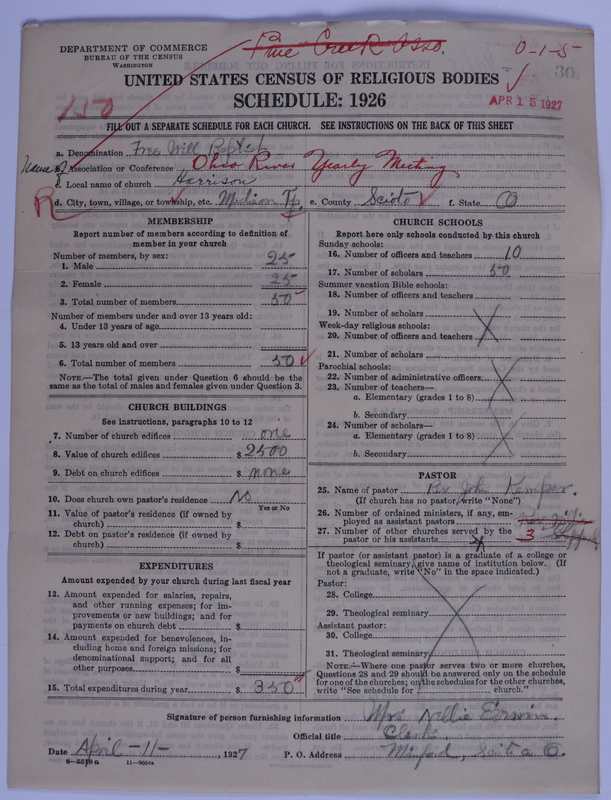 DEPARTMENT OF COMMERCE
BUREAU OF THE CENSUS
WASHINGTON
Pine Creek Asso.
0-1-5
30
UNITED STATES CENSUS OF RELIGIOUS BODIES
SCHEDULE: 1926
150
APR 15 1927
FILL OUT A SEPARATE SCHEDULE FOR EACH CHURCH. SEE INSTRUCTIONS ON THE BACK OF THIS SHEET
a. Denomination Free Will Baptist
Name of b. Association or Conference Ohio River Yearly Meeting
c. Local name of church Harrison
R d. City, town, village, or township, etc. Madison Tp. e. County Scioto f. State O
MEMBERSHIP
Report number of members according to definition of member in your church
Number of members, by sex:
1. Male 25
2. Female 25
3. Total number of members 50
Number of members under and over 13 years old:
4. Under 13 years of age
5. 13 years old and over
6. Total number of members 50
NOTE.—The total given under Question 6 should be the same as the total of males and females given under Question 3.
CHURCH BUILDINGS
See instructions, paragraphs 10 to 12
7. Number of church edifices one
8. Value of church edifices $ 2500
9. Debt on church edifices $ none
10. Does church own pastor's residence No
Yes or No
11. Value of pastor's residence (if owned by church) $
12. Debt on pastor's residence (if owned by church) $
EXPENDITURES
Amount expended by your church during last fiscal year
13. Amount expended for salaries, repairs, and other running expenses; for improvements or new buildings; and for payments on church debt $
14. Amount expended for benevolences, including home and foreign missions; for denominational support; and for all other purposes $
15. Total expenditures during year $ 350
CHURCH SCHOOLS
Report here only schools conducted by this church
Sunday schools:
16. Number of officers and teachers 10
17. Number of scholars 50
Summer vacation Bible schools:
18. Number of officers and teachers
19. Number of scholars
Week-day religious schools:
20. Number of officers and teachers
21. Number of scholars
Parochial schools:
22. Number of administrative officers
23. Number of teachers—
a. Elementary (grades 1 to 8)
b. Secondary
24. Number of scholars—
a. Elementary (grades 1 to 8)
b. Secondary
PASTOR
25. Name of pastor Rv. John Kemper.
(If church has no pastor, write "None")
26. Number of ordained ministers, if any, employed as assistant pastors
27. Number of other churches served by the pastor or his assistants 3
If pastor (or assistant pastor) is a graduate of a college or theological seminary, give name of institution below. (If not a graduate, write "No" in the space indicated.)
Pastor:
28. College
29. Theological seminary
Assistant pastor:
30. College
31. Theological seminary
NOTE.—Where one pastor serves two or more churches, Questions 28 and 29 should be answered only on the schedule for one of the churches; on the schedules for the other churches, write "See schedule for church."
Signature of person furnishing information Mrs Nellie Erwin.
Official title Clerk
Date April-11-, 1927 P. O. Address Minford, Scioto O.
8—5518 a 11—9054a